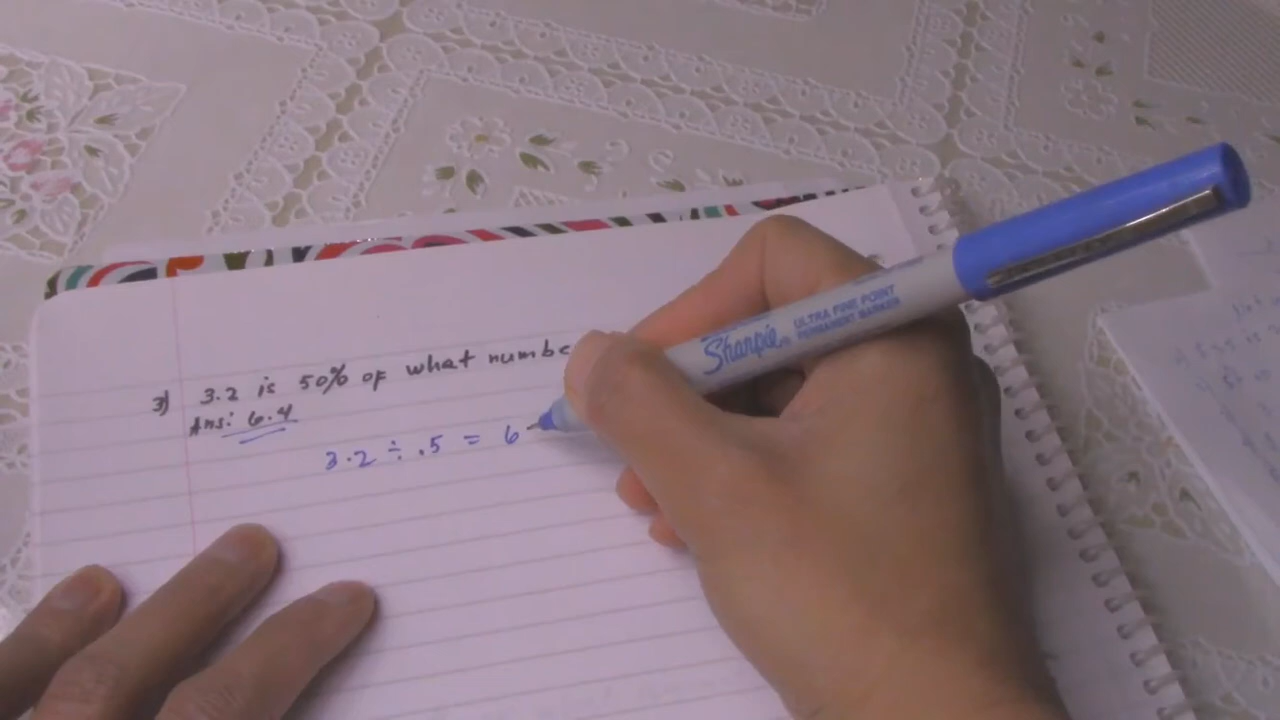 3) 3.2 is 50% of what numbe
Ans: 6.4
3.2 ÷ .5 = 6
Sharpie® ULTRA FINE POINT
PERMANENT MARKER